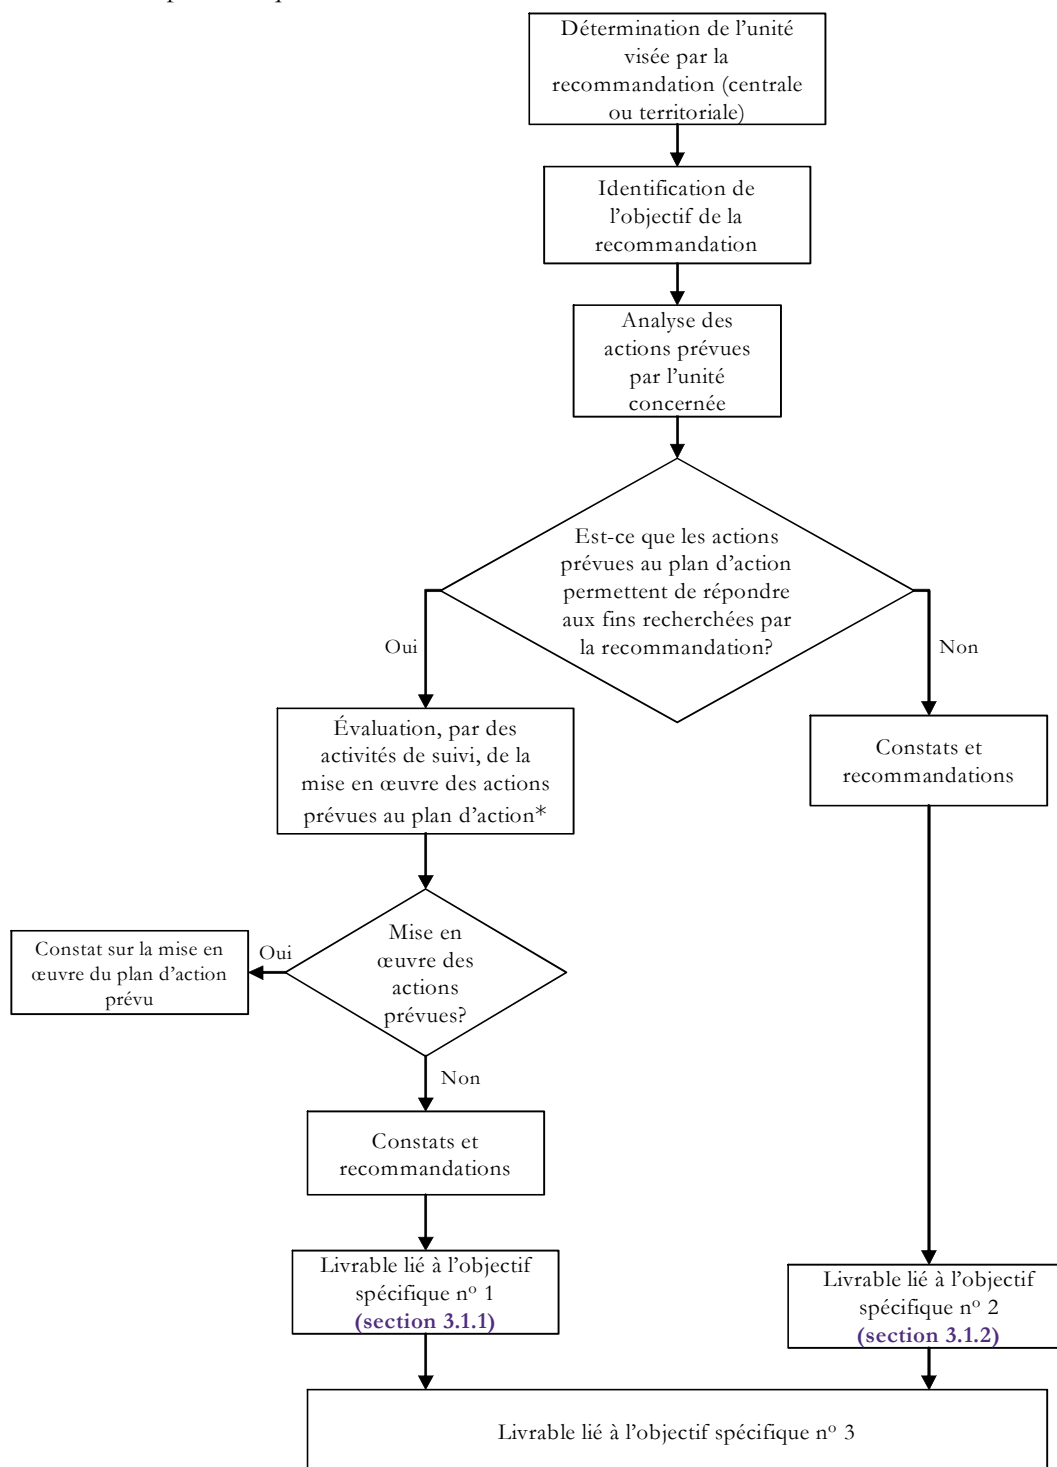 Détermination de l'unité
visée par la
recommandation (centrale
ou territoriale)
Identification de
l'objectif de la
recommandation
Analyse des
actions prévues
par l'unité
concernée
Est-ce que les actions
prévues au plan d'action
permettent de répondre
aux fins recherchées par
la recommandation?
Oui
Non
Évaluation, par des
activités de suivi, de la
mise en œuvre des actions
prévues au plan d'action*
Constats et
recommandations
Mise en
œuvre des
actions
prévues?
Oui
Constat sur la mise en
œuvre du plan d'action
prévu
Non
Constats et
recommandations
Livrable lié à l'objectif
spécifique nº 1
(section 3.1.1)
Livrable lié à l'objectif
spécifique nº 2
(section 3.1.2)
Livrable lié à l'objectif spécifique nº 3